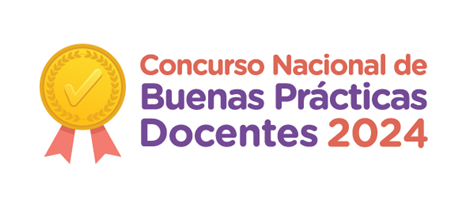 Concurso Nacional de
Buenas Prácticas
Docentes 2024